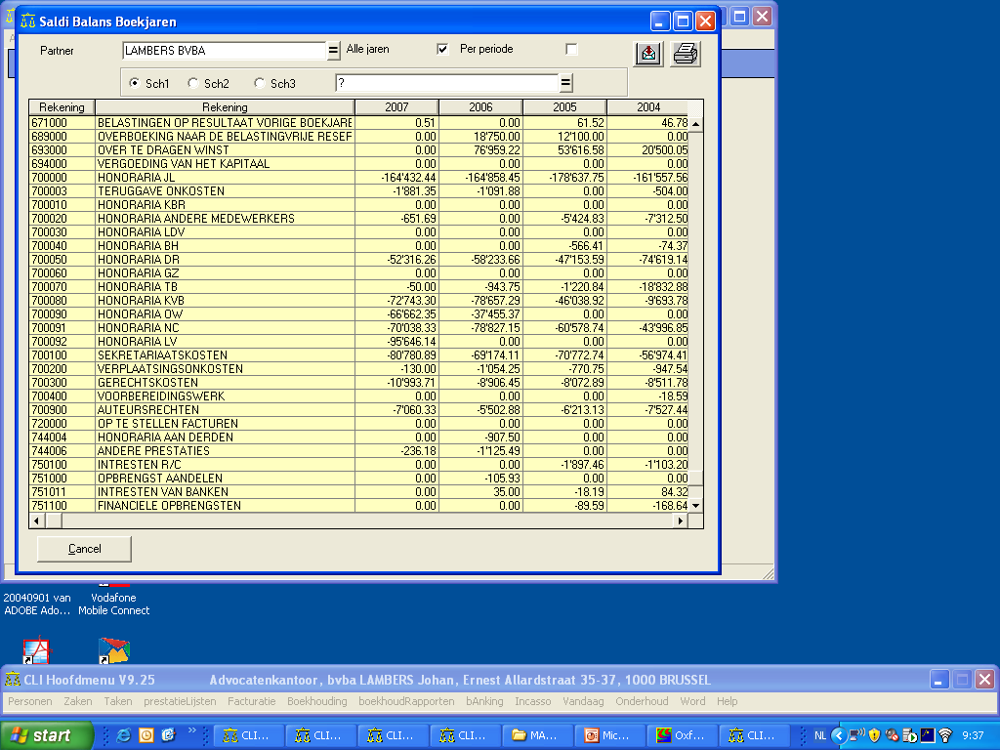 Saldi Balans Boekjaren
Partner LAMBERS BVBA = Alle jaren Per periode
Sch1 Sch2 Sch3 ? =
Rekening Rekening 2007 2006 2005 2004
671000 BELASTINGEN OP RESULTAAT VORIGE BOEKJARE 0.51 0.00 61.52 46.78
689000 OVERBOEKING NAAR DE BELASTINGVRIJE RESEF 0.00 18'750.00 12'100.00 0.00
693000 OVER TE DRAGEN WINST 0.00 76'959.22 53'616.58 20'500.05
694000 VERGOEDING VAN HET KAPITAAL 0.00 0.00 0.00 0.00
700000 HONORARIA JL -164'432.44 -164'858.45 -178'637.75 -161'557.56
700003 TERUGGAVE ONKOSTEN -1'881.35 -1'091.88 0.00 -504.00
700010 HONORARIA KBR 0.00 0.00 0.00 0.00
700020 HONORARIA ANDERE MEDEWERKERS -651.69 0.00 -5'424.83 -7'312.50
700030 HONORARIA LDV 0.00 0.00 0.00 0.00
700040 HONORARIA BH 0.00 0.00 -566.41 -74.37
700050 HONORARIA DR -52'316.26 -58'233.66 -47'153.59 -74'619.14
700060 HONORARIA GZ 0.00 0.00 0.00 0.00
700070 HONORARIA TB -50.00 -943.75 -1'220.84 -18'832.88
700080 HONORARIA KVB -72'743.30 -78'657.29 -46'038.92 -9'693.78
700090 HONORARIA OW -66'662.35 -37'455.37 0.00 0.00
700091 HONORARIA NC -70'038.33 -78'827.15 -60'578.74 -43'996.85
700092 HONORARIA LV -95'646.14 0.00 0.00 0.00
700100 SEKRETARIAATSKOSTEN -80'780.89 -69'174.11 -70'772.74 -56'974.41
700200 VERPLAATSINGSONKOSTEN -130.00 -1'054.25 -770.75 -947.54
700300 GERECHTSKOSTEN -10'993.71 -8'906.45 -8'072.89 -8'511.78
700400 VOORBEREIDINGSWERK 0.00 0.00 0.00 -18.59
700900 AUTEURSRECHTEN -7'060.33 -5'502.88 -6'213.13 -7'527.44
720000 OP TE STELLEN FACTUREN 0.00 0.00 0.00 0.00
744004 HONORARIA AAN DERDEN 0.00 -907.50 0.00 0.00
744006 ANDERE PRESTATIES -236.18 -1'125.49 0.00 0.00
750100 INTRESTEN R/C 0.00 0.00 -1'897.46 -1'103.20
751000 OPBRENGST AANDELEN 0.00 -105.93 0.00 0.00
751011 INTRESTEN VAN BANKEN 0.00 35.00 -18.19 84.32
751100 FINANCIELE OPBRENGSTEN 0.00 0.00 -89.59 -168.64
Cancel
20040901 van ADOBE Ado...
Vodafone Mobile Connect
CLI Hoofdmenu V9.25 Advocatenkantoor, bvba LAMBERS Johan, Ernest Allardstraat 35-37, 1000 BRUSSEL
Personen Zaken Taken prestatieLijsten Facturatie Boekhouding boekhoudRapporten bAnking Incasso Vandaag Onderhoud Word Help
start CLI... CLI... CLI... CLI... MA... Mic... Oxf... CLI... NL 9:37